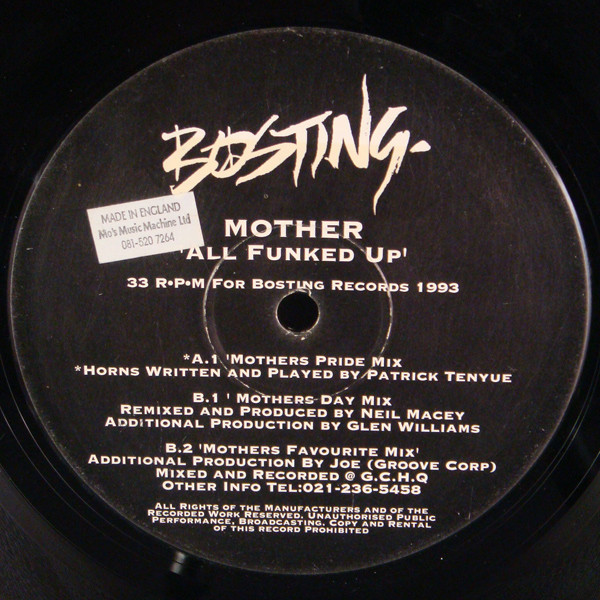 BOSTING.
MADE IN ENGLAND
Mo's Music Machine Ltd
081-520 7264
MOTHER
'ALL FUNKED UP'
33 R•P•M FOR BOSTING RECORDS 1993
*A.1 'MOTHERS PRIDE MIX
*HORNS WRITTEN AND PLAYED BY PATRICK TENYUE
B.1 ' MOTHERS DAY MIX
REMIXED AND PRODUCED BY NEIL MACEY
ADDITIONAL PRODUCTION BY GLEN WILLIAMS
B.2 'MOTHERS FAVOURITE MIX'
ADDITIONAL PRODUCTION BY JOE (GROOVE CORP)
MIXED AND RECORDED @ G.C.H.Q
OTHER INFO TEL:021-236-5458
ALL RIGHTS OF THE MANUFACTURERS AND OF THE
RECORDED WORK RESERVED. UNAUTHORISED PUBLIC
PERFORMANCE, BROADCASTING. COPY AND RENTAL
OF THIS RECORD PROHIBITED